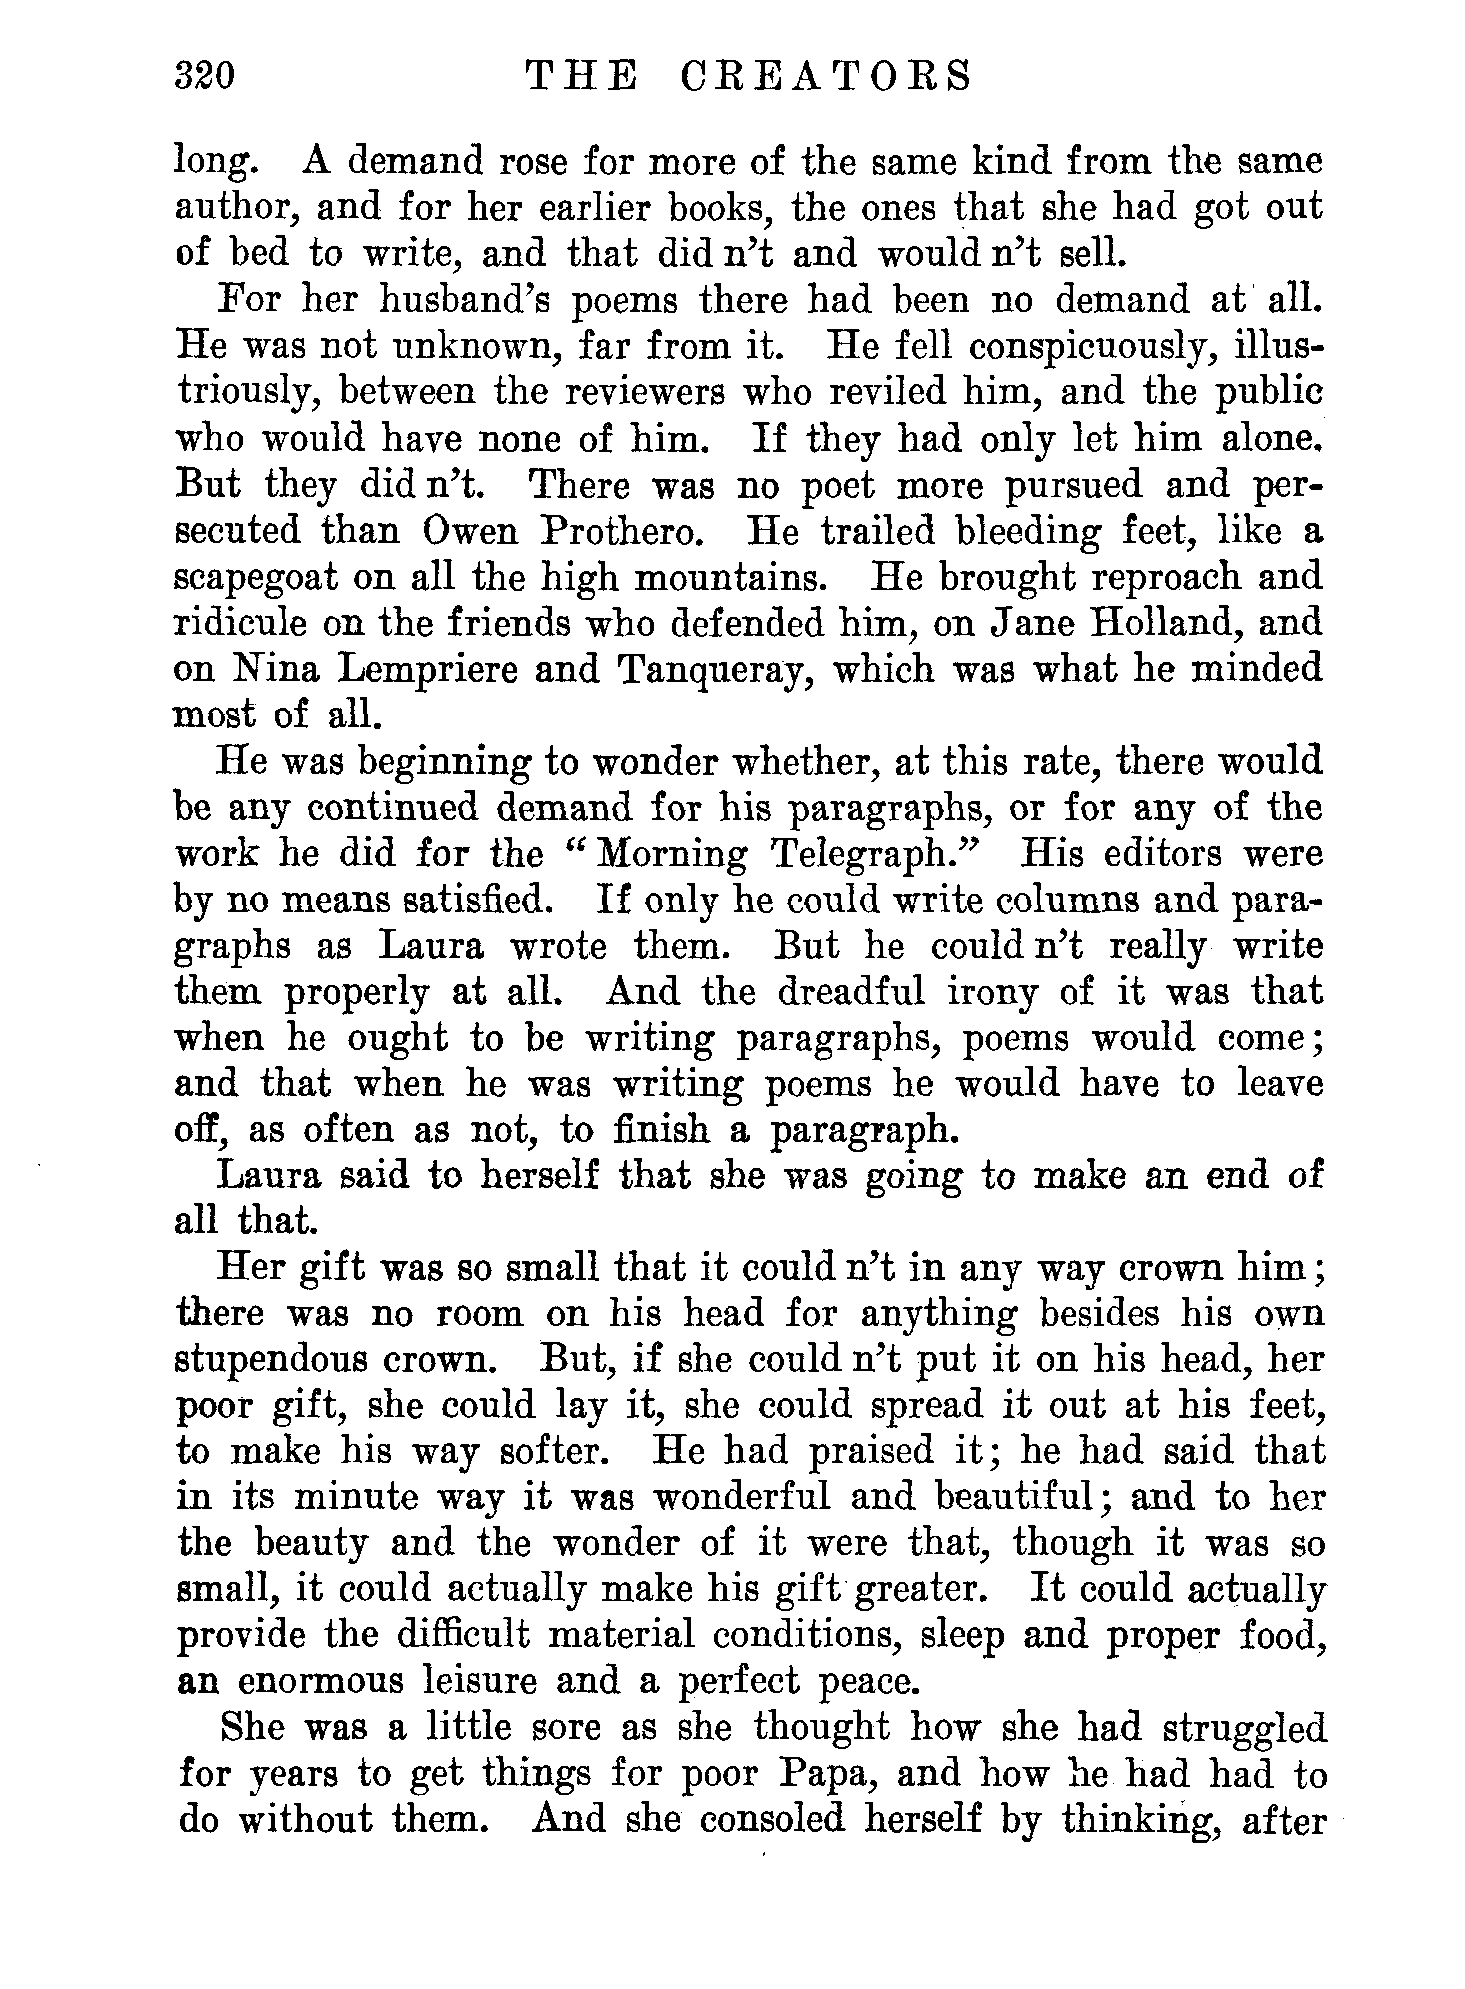 320 THE CREATORS
long. A demand rose for more of the same kind from the same
author, and for her earlier books, the ones that she had got out
of bed to write, and that did n't and would n't sell.
For her husband's poems there had been no demand at all.
He was not unknown, far from it. He fell conspicuously, illus-
triously, between the reviewers who reviled him, and the public
who would have none of him. If they had only let him alone.
But they did n't. There was no poet more pursued and per-
secuted than Owen Prothero. He trailed bleeding feet, like a
scapegoat on all the high mountains. He brought reproach and
ridicule on the friends who defended him, on Jane Holland, and
on Nina Lempriere and Tanqueray, which was what he minded
most of all.
He was beginning to wonder whether, at this rate, there would
be any continued demand for his paragraphs, or for any of the
work he did for the "Morning Telegraph." His editors were
by no means satisfied. If only he could write columns and para-
graphs as Laura wrote them. But he could n't really write
them properly at all. And the dreadful irony of it was that
when he ought to be writing paragraphs, poems would come;
and that when he was writing poems he would have to leave
off, as often as not, to finish a paragraph.
Laura said to herself that she was going to make an end of
all that.
Her gift was so small that it could n't in any way crown him;
there was no room on his head for anything besides his own
stupendous crown. But, if she could n't put it on his head, her
poor gift, she could lay it, she could spread it out at his feet,
to make his way softer. He had praised it; he had said that
in its minute way it was wonderful and beautiful; and to her
the beauty and the wonder of it were that, though it was so
small, it could actually make his gift greater. It could actually
provide the difficult material conditions, sleep and proper food,
an enormous leisure and a perfect peace.
She was a little sore as she thought how she had struggled
for years to get things for poor Papa, and how he had had to
do without them. And she consoled herself by thinking, after